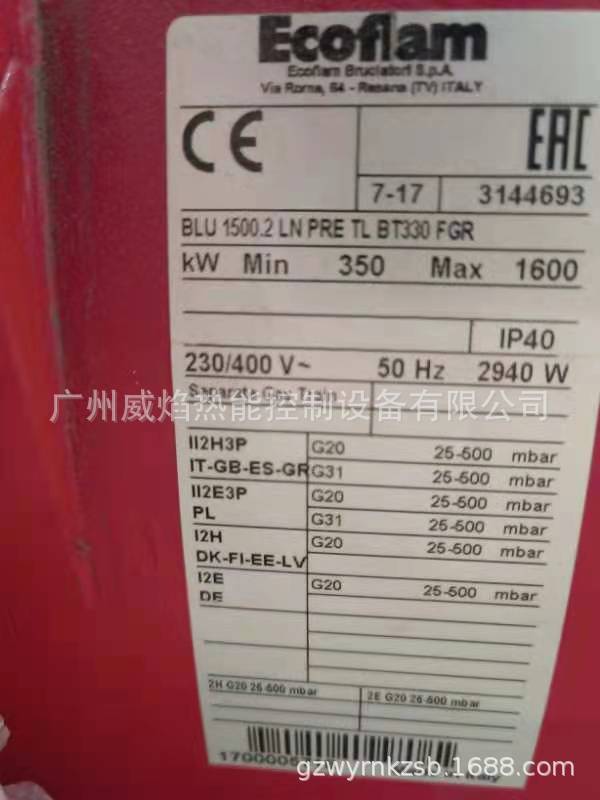 Ecoflam
Ecoflam Bruciatori S.p.A.
Via Roma, 64 - Resana (TV) ITALY
CE
EAC
7-17 3144693
BLU 1500.2 LN PRE TL BT330 FGR
kW Min 350 Max 1600
IP40
230/400 V~ 50 Hz 2940 W
Separate Gas Train
广州威焰热能控制设备有限公司
II2H3P G20 25-500 mbar
IT-GB-ES-GR G31 25-500 mbar
II2E3P G20 25-500 mbar
PL G31 25-500 mbar
I2H G20 25-500 mbar
DK-FI-EE-LV
I2E G20 25-500 mbar
DE
2H G20 25-500 mbar 2E G20 25-500 mbar
170000
gzwyrnkzsb.1688.com
Italy